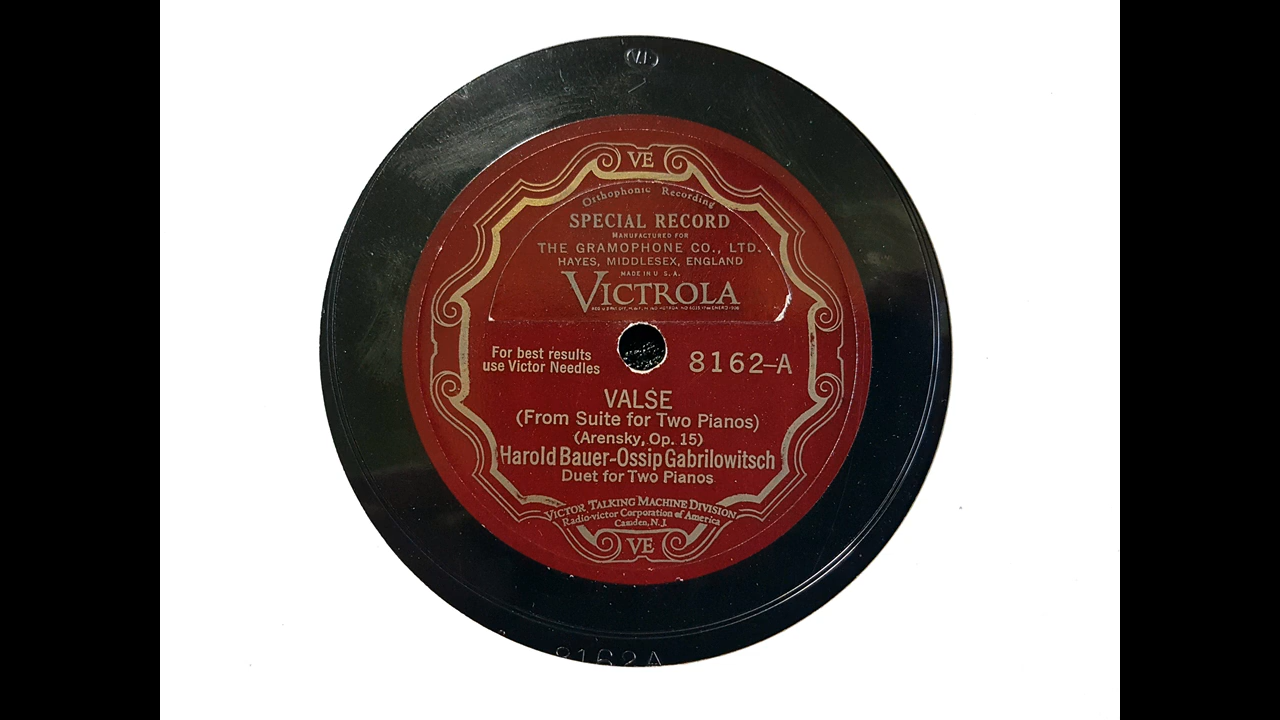 VE
VE
Orthophonic Recording
SPECIAL RECORD
MANUFACTURED FOR
THE GRAMOPHONE CO., LTD.
HAYES, MIDDLESEX, ENGLAND
MADE IN U.S.A.
VICTROLA
For best results
use Victor Needles
8162-A
VALSE
(From Suite for Two Pianos)
(Arensky, Op. 15)
Harold Bauer-Ossip Gabrilowitsch
Duet for Two Pianos
VICTOR TALKING MACHINE DIVISION
Radio-victor Corporation of America
Camden, N.J.
VE
8162A